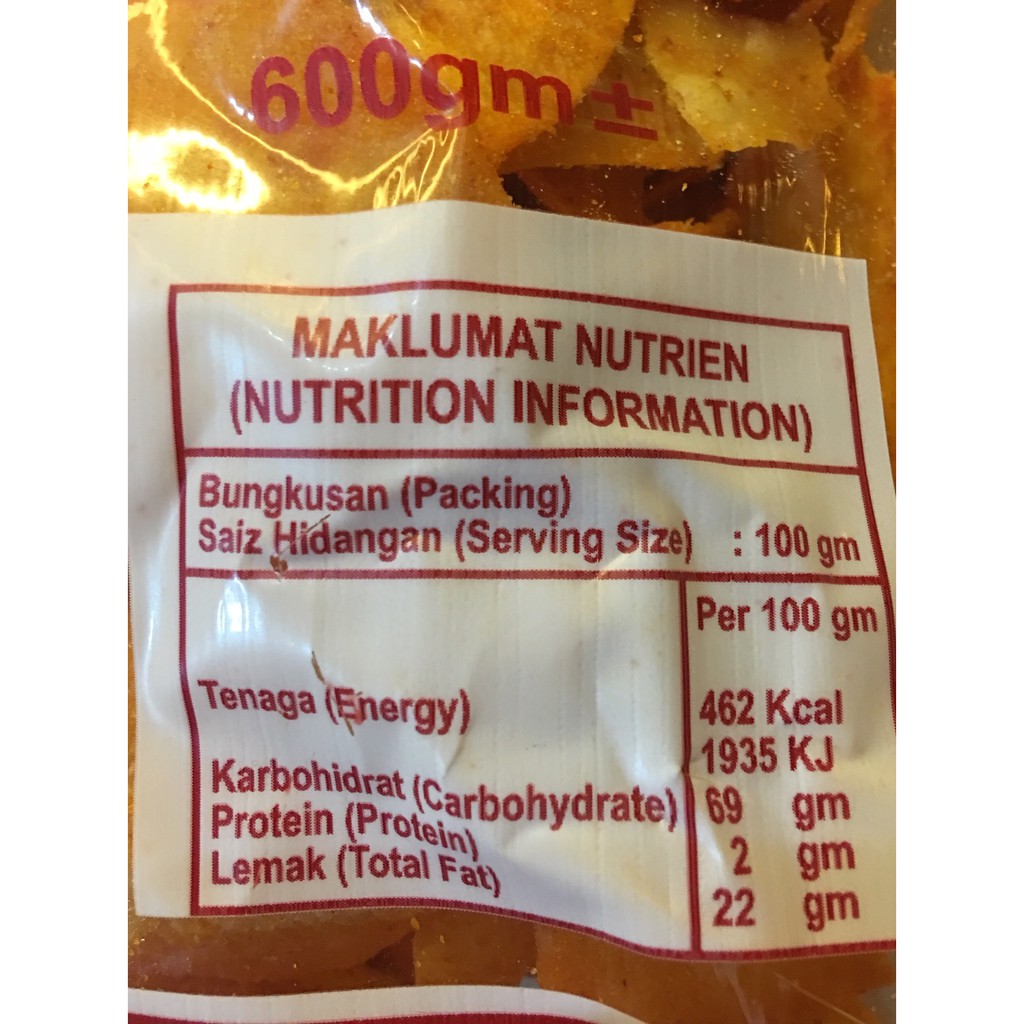 600gm±
MAKLUMAT NUTRIEN
(NUTRITION INFORMATION)
Bungkusan (Packing)
Saiz Hidangan (Serving Size) : 100 gm
Per 100 gm
Tenaga (Energy) 462 Kcal
1935 KJ
Karbohidrat (Carbohydrate) 69 gm
Protein (Protein) 2 gm
Lemak (Total Fat) 22 gm